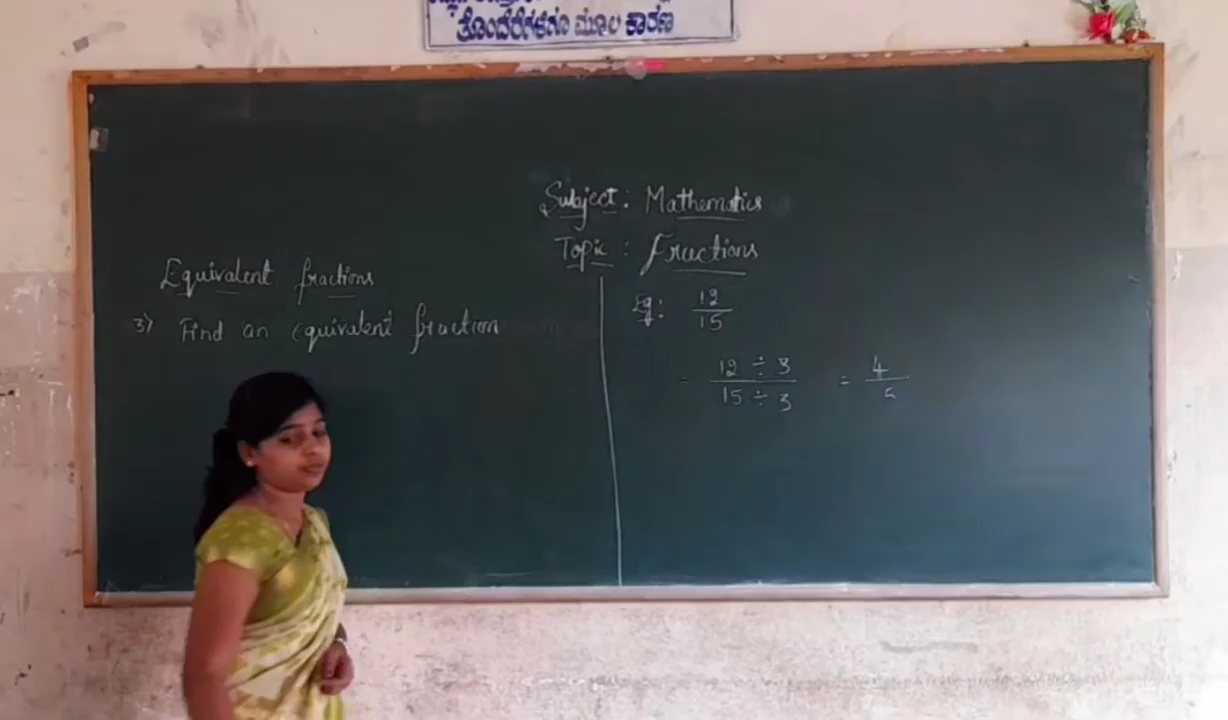 ತೊಂದರೆಗಳಿಗೂ ಮೂಲ ಕಾರಣ
Subject: Mathematics
Topic: Fractions
Equivalent fractions
3) Find an equivalent fraction
Eg: 12/15
= 12 ÷ 3 / 15 ÷ 3 = 4/5